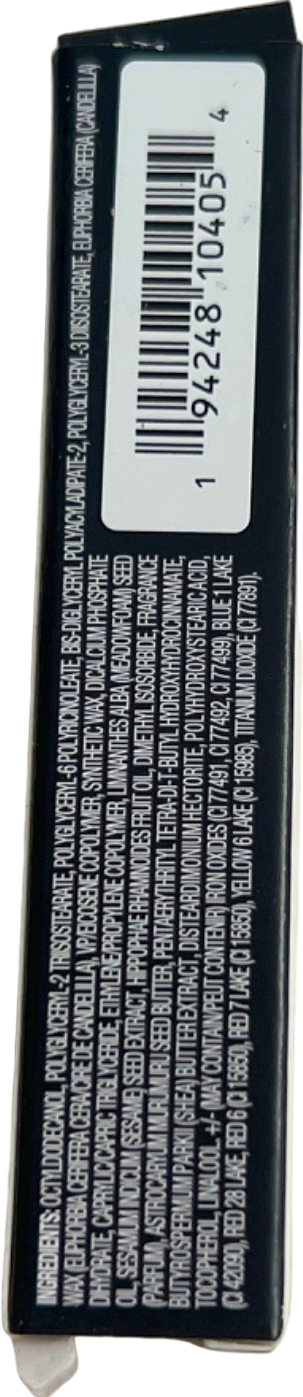 INGREDIENTS: OCTYLDODECANOL, POLYGLYCERYL-2 TRIISOSTEARATE, POLYGLYCERYL-6 POLYRICINOLEATE, BIS-DIGLYCERYL POLYACYLADIPATE-2, POLYGLYCERYL-3 DIISOSTEARATE, EUPHORBIA CERIFERA (CANDELILLA)
WAX (EUPHORBIA CERIFERA CERA/CIRE DE CANDELILLA), VP/EICOSENE COPOLYMER, SYNTHETIC WAX, DICALCIUM PHOSPHATE
DIHYDRATE, CAPRYLIC/CAPRIC TRIGLYCERIDE, ETHYLENE/PROPYLENE COPOLYMER, LIMNANTHES ALBA (MEADOWFOAM) SEED
OIL, SESAMUM INDICUM (SESAME) SEED EXTRACT, HIPPOPHAE RHAMNOIDES FRUIT OIL, DIMETHYL ISOSORBIDE, FRAGRANCE
(PARFUM), ASTROCARYUM MURUMURU SEED BUTTER, PENTAERYTHRITYL TETRA-DI-T-BUTYL HYDROXYHYDROCINNAMATE,
BUTYROSPERMUM PARKII (SHEA) BUTTER EXTRACT, DISTEARDIMONIUM HECTORITE, POLYHYDROXYSTEARIC ACID,
TOCOPHEROL, LINALOOL. +/- (MAY CONTAIN/PEUT CONTENIR) IRON OXIDES (CI 77491, CI 77492, CI 77499), BLUE 1 LAKE
(CI 42090), RED 28 LAKE, RED 6 (CI 15850), RED 7 LAKE (CI 15850), YELLOW 6 LAKE (CI 15985), TITANIUM DIOXIDE (CI 77891).
1 94248 10405 4